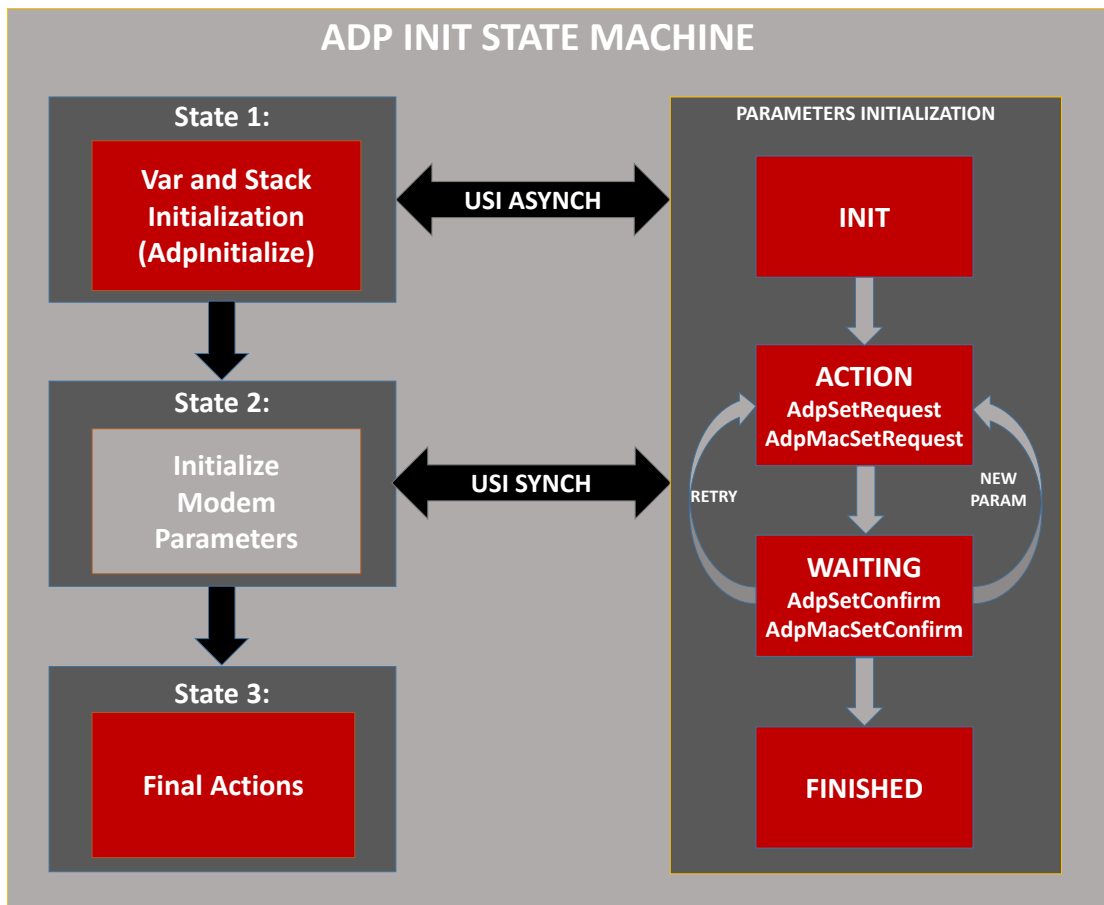 ADP INIT STATE MACHINE
State 1:
Var and Stack
Initialization
(AdpInitialize)
USI ASYNCH
State 2:
Initialize
Modem
Parameters
USI SYNCH
State 3:
Final Actions
PARAMETERS INITIALIZATION
INIT
ACTION
AdpSetRequest
AdpMacSetRequest
RETRY
NEW
PARAM
WAITING
AdpSetConfirm
AdpMacSetConfirm
FINISHED